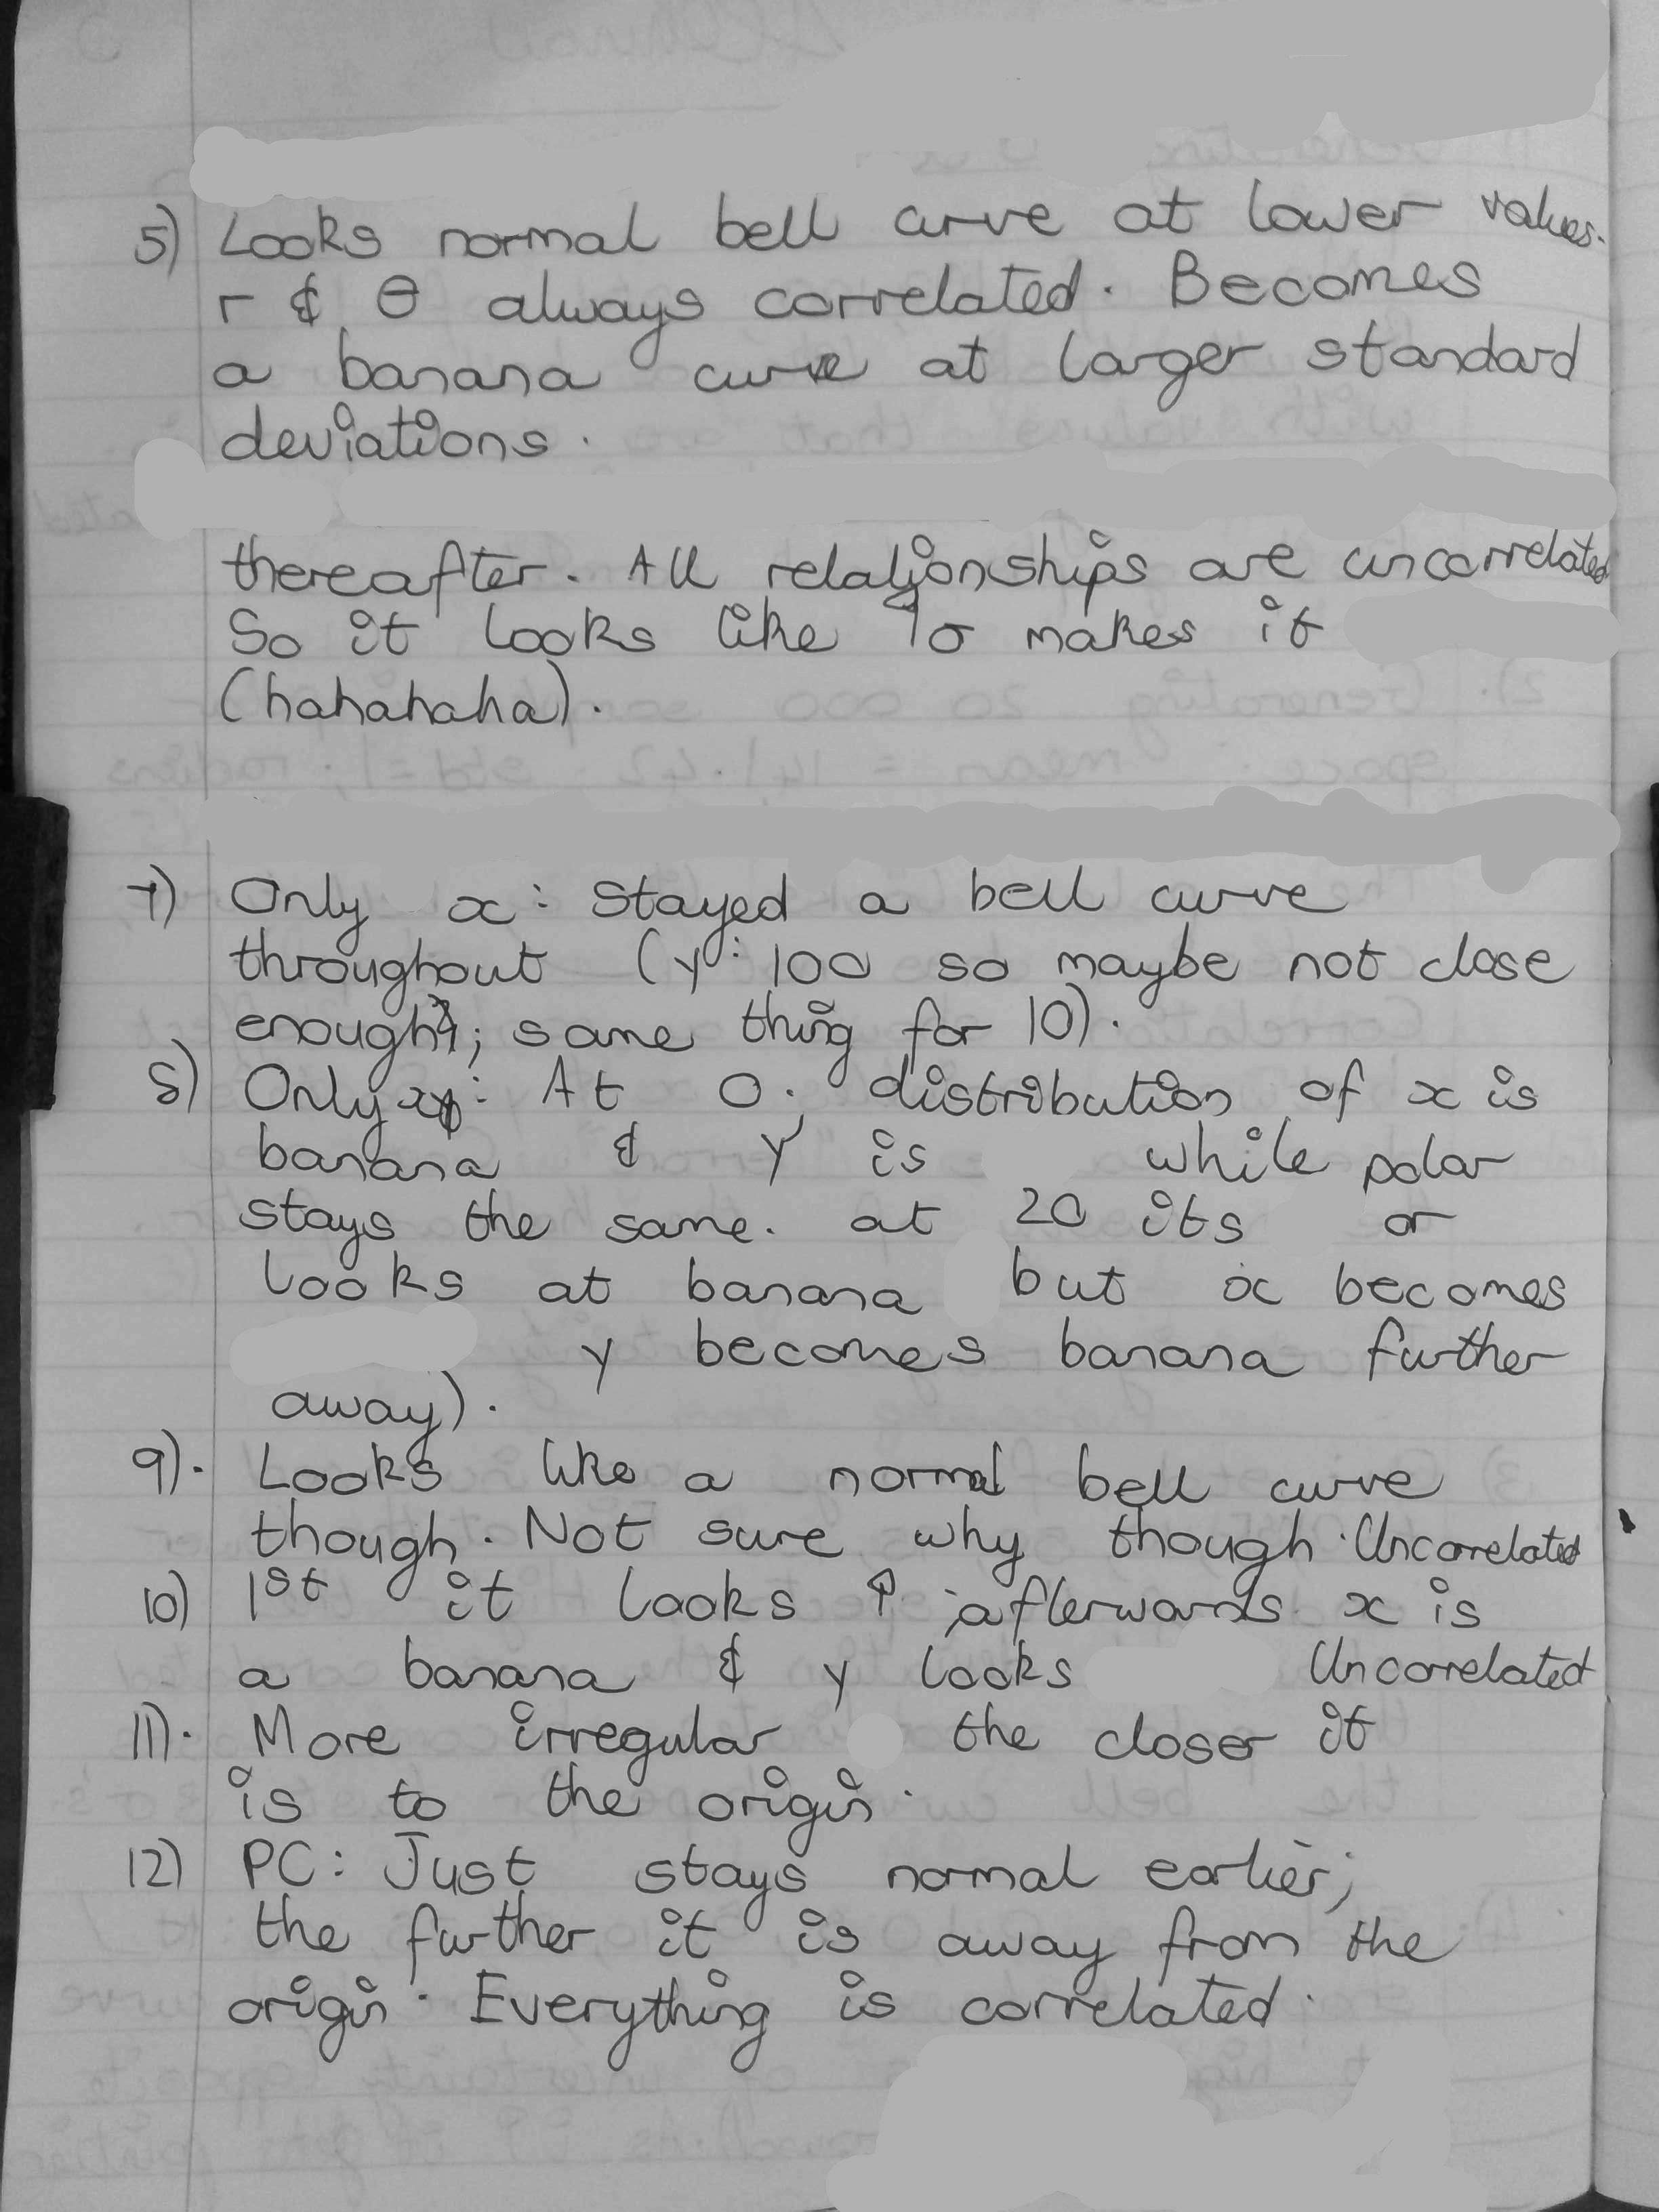 5) Looks normal bell curve at lower values.
r & θ always correlated. Becomes
a banana curve at larger standard
deviations.
thereafter. All relationships are uncorrelated
So it looks like 1σ makes it
(hahahaha).
7) Only x: Stayed a bell curve
throughout (y: 100 so maybe not close
enough?; same thing for 10).
8) Only y: At 0: distribution of x is
banana & y is while polar
stays the same. at 20 its or
looks at banana but x becomes
y becomes banana further
away).
9). Looks like a normal bell curve
though. Not sure why though. Uncorrelated
10) 1st it looks ↑; afterwards x is
a banana & y looks Uncorrelated
11). More irregular the closer it
is to the origin.
12) PC: Just stays normal earlier;
the further it is away from the
origin. Everything is correlated.